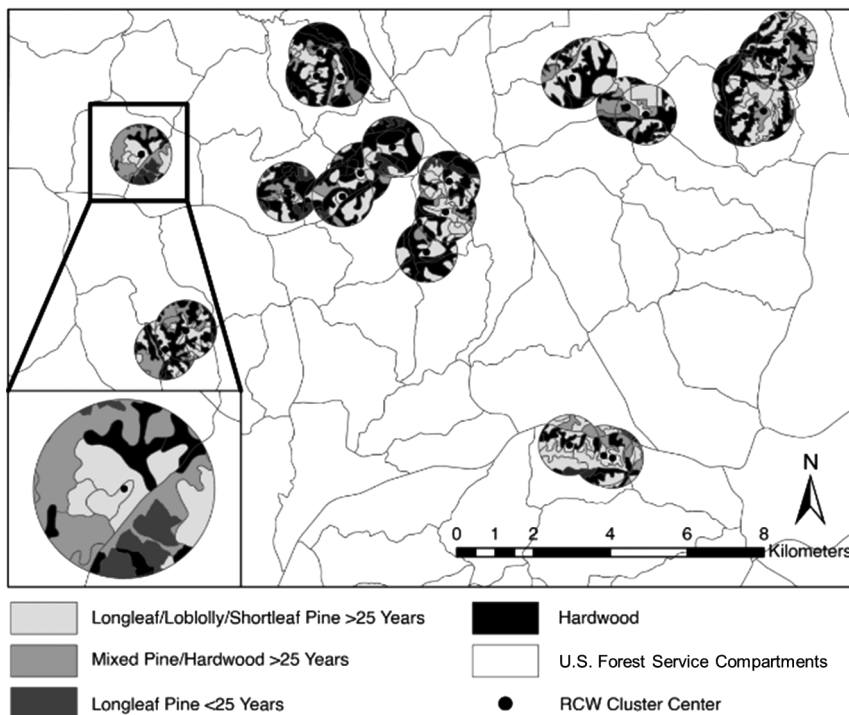 N
0 1 2 4 6 8
Kilometers
Longleaf/Loblolly/Shortleaf Pine >25 Years
Mixed Pine/Hardwood >25 Years
Longleaf Pine <25 Years
Hardwood
U.S. Forest Service Compartments
RCW Cluster Center